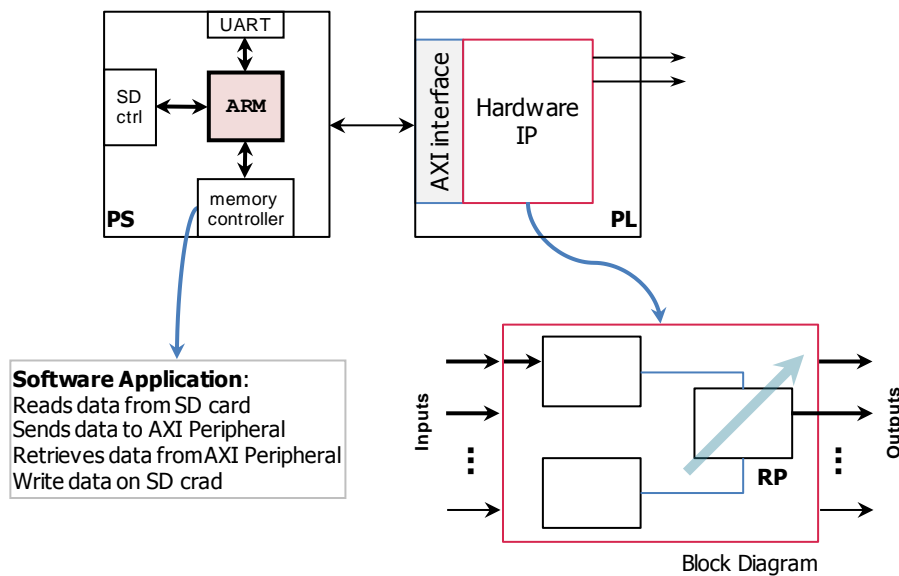 UART
SD
ctrl
ARM
memory
controller
PS
AXI interface
Hardware
IP
PL
Software Application:
Reads data from SD card
Sends data to AXI Peripheral
Retrieves data from AXI Peripheral
Write data on SD crad
Inputs
...
RP
...
Outputs
Block Diagram